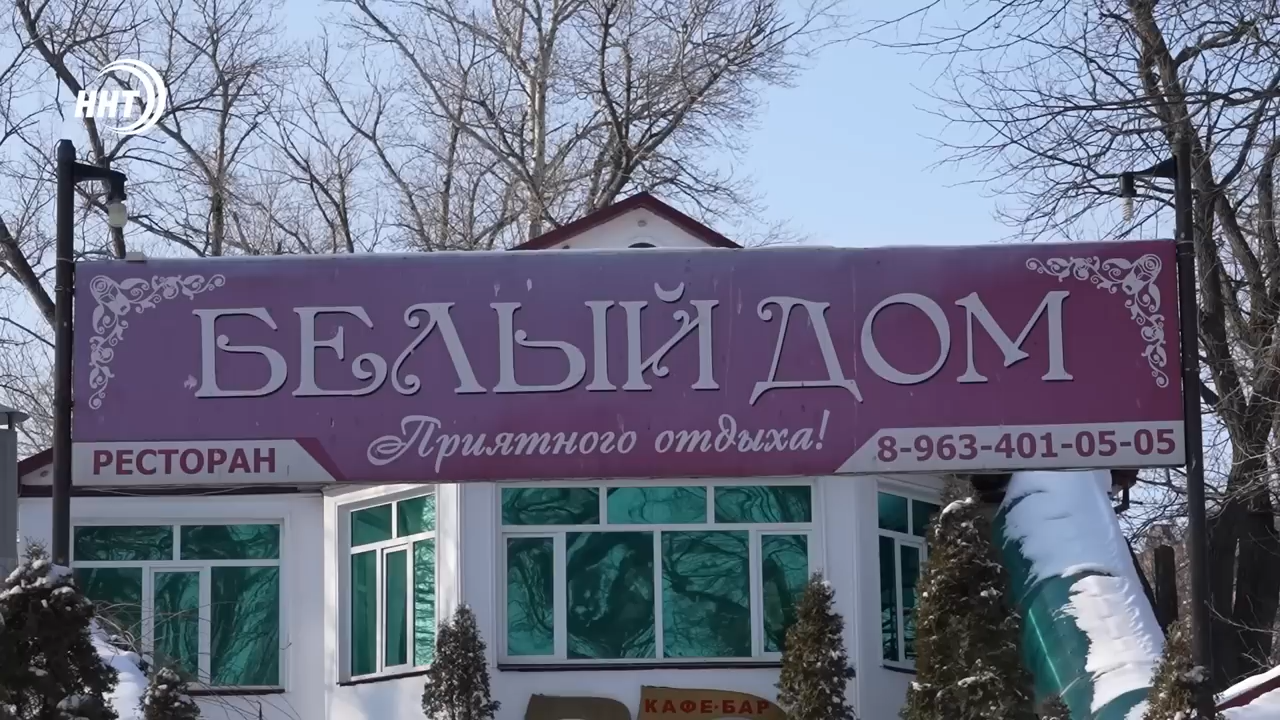 ННТ
БЕЛЫЙ ДОМ
Приятного отдыха!
РЕСТОРАН
8-963-401-05-05
КАФЕ-БАР